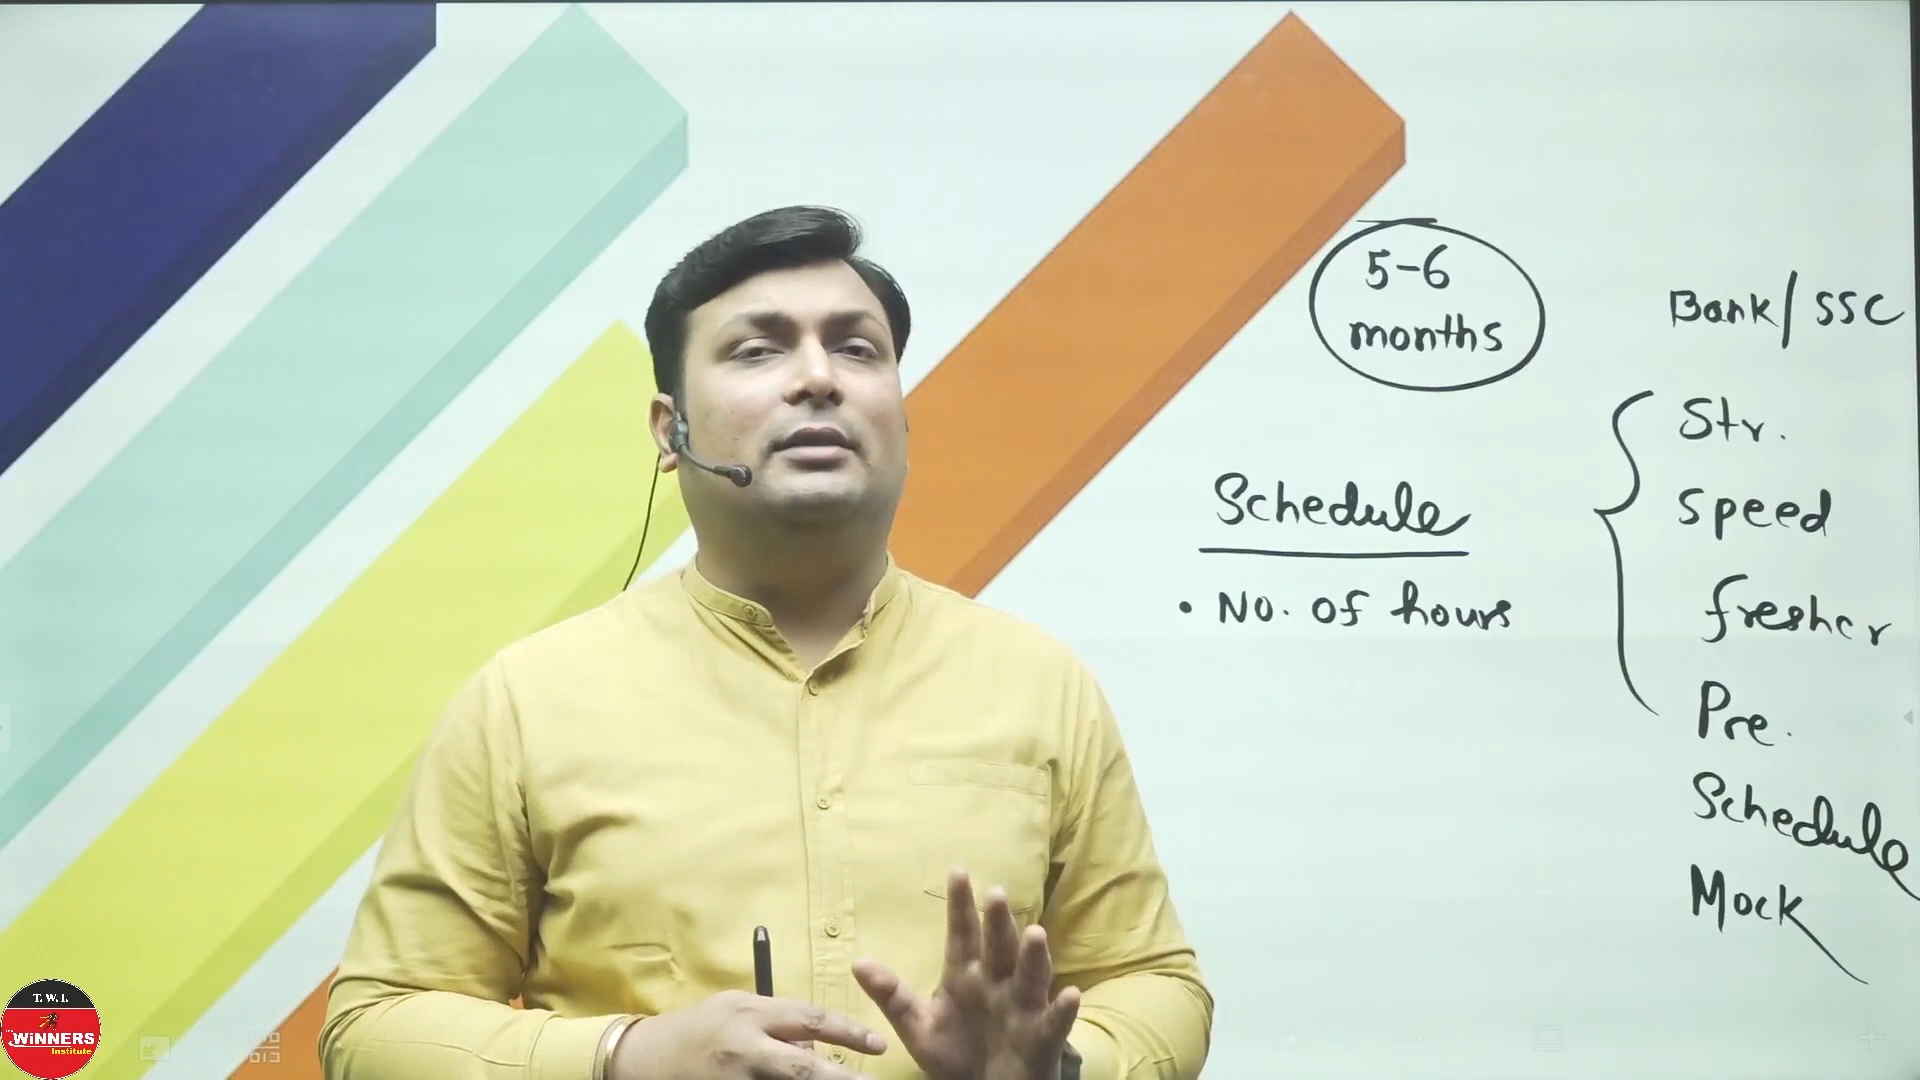 5-6
months
Bank/SSC
Str.
Speed
fresher
Pre.
Schedule
Mock
Schedule
• No. of hours
T.W.I.
WiNNERS
Institute